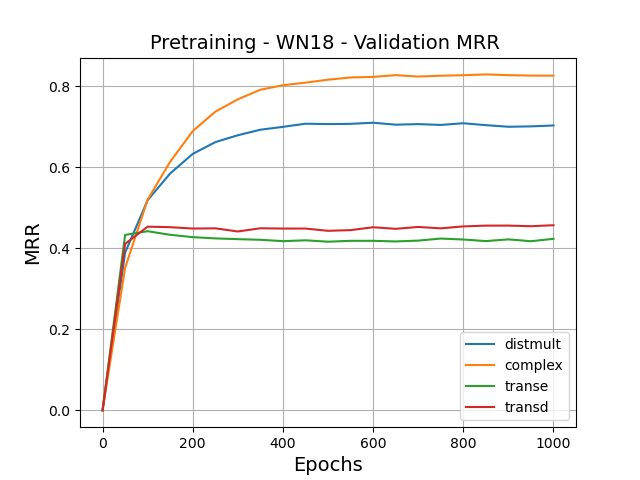 Pretraining - WN18 - Validation MRR
0.8
0.6
0.4
0.2
0.0
MRR
0 200 400 600 800 1000
Epochs
distmult
complex
transe
transd